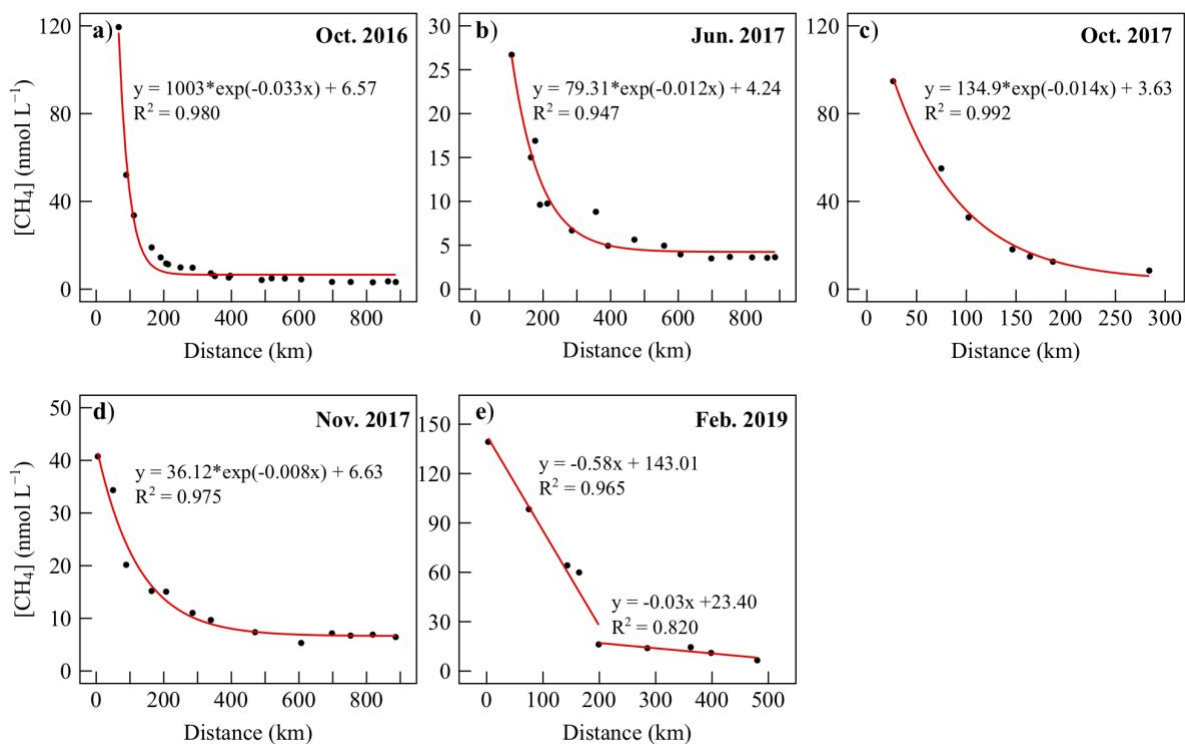 a) Oct. 2016
y = 1003*exp(-0.033x) + 6.57
R² = 0.980
[CH₄] (nmol L⁻¹)
120
80
40
0
0 200 400 600 800
Distance (km)
b) Jun. 2017
y = 79.31*exp(-0.012x) + 4.24
R² = 0.947
30
25
20
15
10
5
0
0 200 400 600 800
Distance (km)
c) Oct. 2017
y = 134.9*exp(-0.014x) + 3.63
R² = 0.992
120
80
40
0
0 50 100 150 200 250 300
Distance (km)
d) Nov. 2017
y = 36.12*exp(-0.008x) + 6.63
R² = 0.975
[CH₄] (nmol L⁻¹)
50
40
30
20
10
0
0 200 400 600 800
Distance (km)
e) Feb. 2019
y = -0.58x + 143.01
R² = 0.965
y = -0.03x +23.40
R² = 0.820
150
120
90
60
30
0
0 100 200 300 400 500
Distance (km)